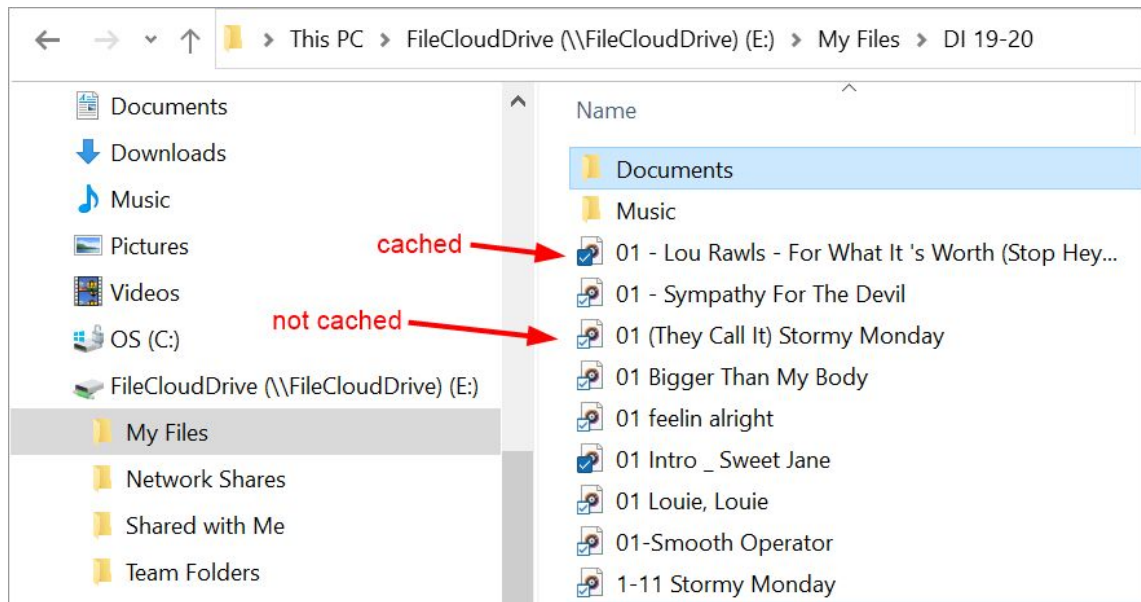 This PC > FileCloudDrive (\\FileCloudDrive) (E:) > My Files > DI 19-20
Documents
Downloads
Music
Pictures
Videos
OS (C:)
FileCloudDrive (\\FileCloudDrive) (E:)
My Files
Network Shares
Shared with Me
Team Folders
cached
not cached
Name
Documents
Music
01 - Lou Rawls - For What It 's Worth (Stop Hey...
01 - Sympathy For The Devil
01 (They Call It) Stormy Monday
01 Bigger Than My Body
01 feelin alright
01 Intro _ Sweet Jane
01 Louie, Louie
01-Smooth Operator
1-11 Stormy Monday